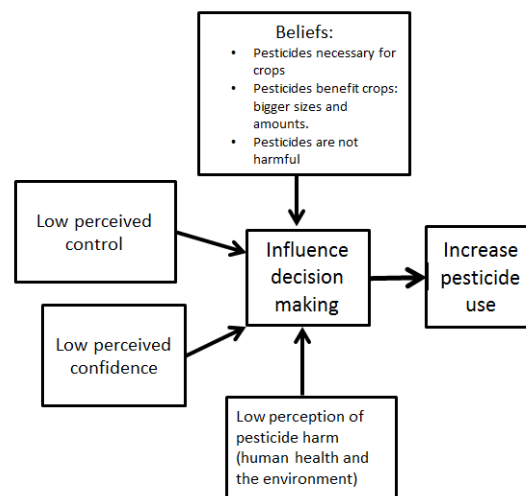 Beliefs:
• Pesticides necessary for
crops
• Pesticides benefit crops:
bigger sizes and
amounts.
• Pesticides are not
harmful
Low perceived
control
Influence
decision
making
Increase
pesticide
use
Low perceived
confidence
Low perception of
pesticide harm
(human health and
the environment)